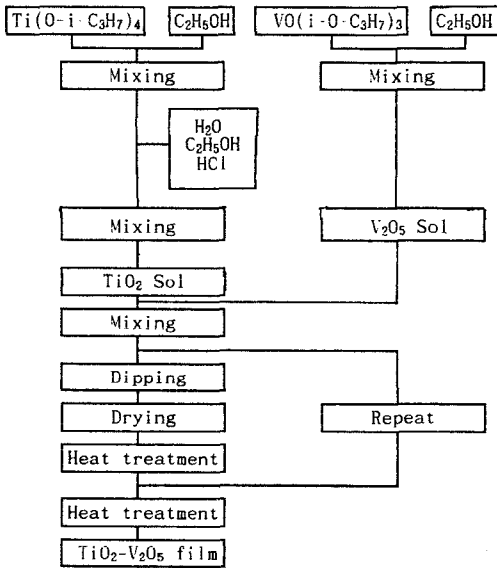 Ti(O-i-C3H7)4 C2H5OH VO(i-O-C3H7)3 C2H5OH
Mixing Mixing
H2O
C2H5OH
HCl
Mixing V2O5 Sol
TiO2 Sol
Mixing
Dipping
Drying Repeat
Heat treatment
Heat treatment
TiO2-V2O5 film